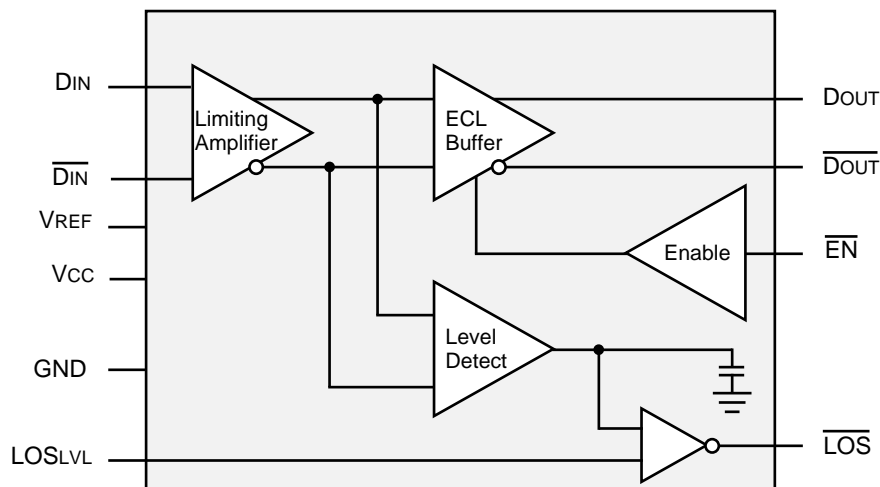 DIN
Limiting
Amplifier
ECL
Buffer
DOUT
DIN
DOUT
VREF
Enable
EN
VCC
Level
Detect
GND
LOSLVL
LOS